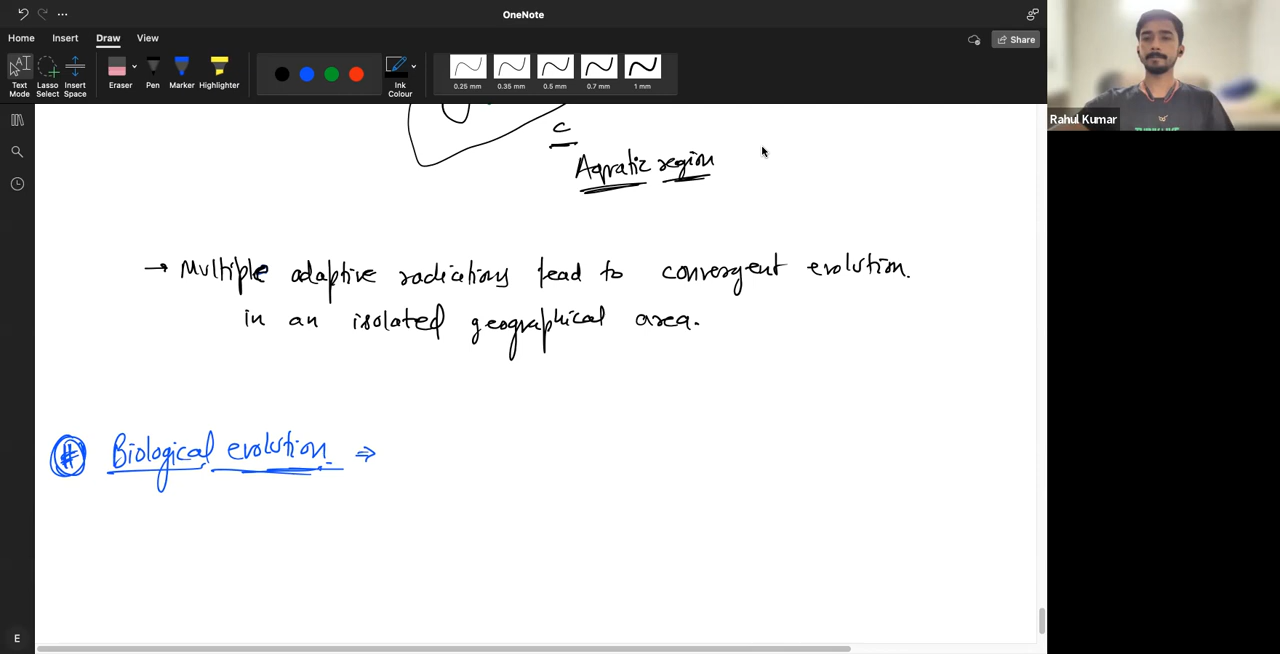 OneNote
Home Insert Draw View
Share
Text Mode
Lasso Select
Insert Space
Eraser
Pen
Marker
Highlighter
Ink Colour
0.25 mm
0.35 mm
0.5 mm
0.7 mm
1 mm
Rahul Kumar
c
Aquatic region
→ Multiple adaptive radiations lead to convergent evolution.
in an isolated geographical area.
# Biological evolution ⇒
E